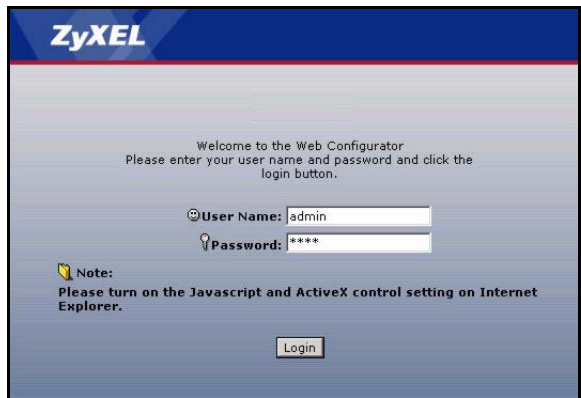 ZyXEL
Welcome to the Web Configurator
Please enter your user name and password and click the
login button.
User Name: admin
Password: ****
Note:
Please turn on the Javascript and ActiveX control setting on Internet
Explorer.
Login